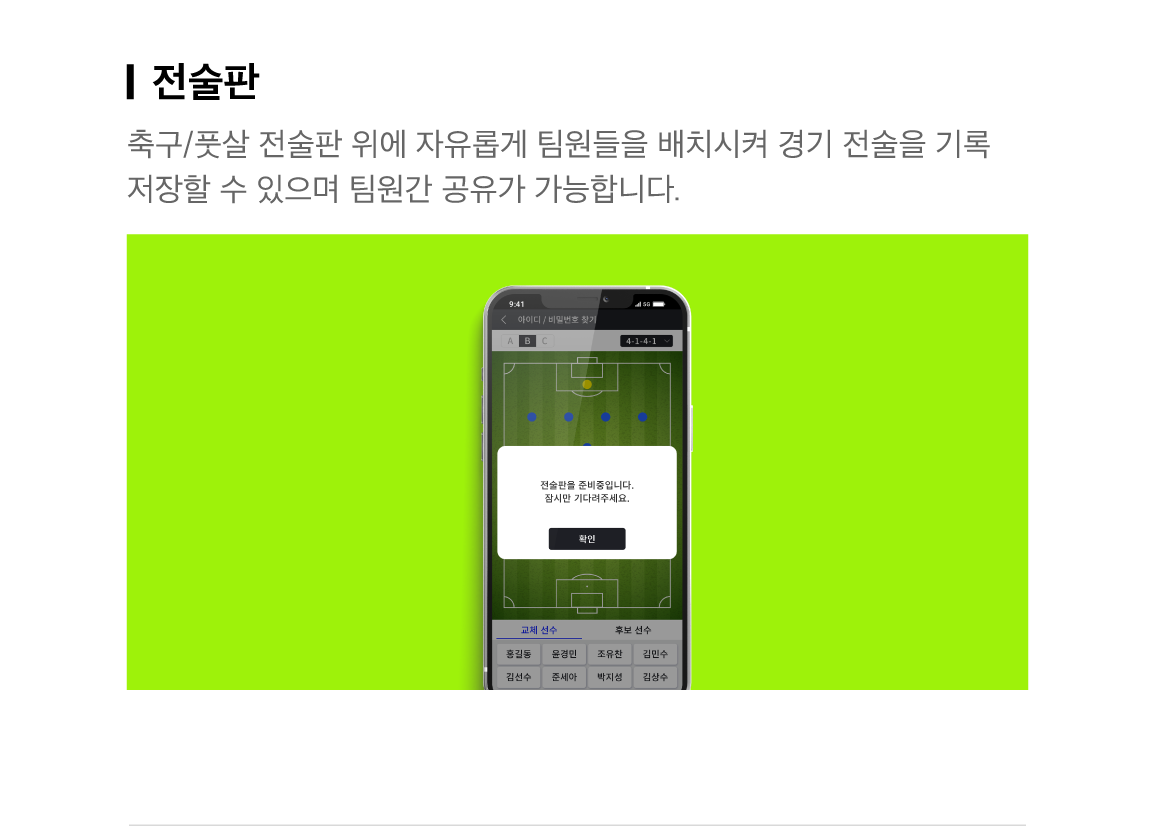 전술판
축구/풋살 전술판 위에 자유롭게 팀원들을 배치시켜 경기 전술을 기록
저장할 수 있으며 팀원간 공유가 가능합니다.
9:41 5G
아이디 / 비밀번호 찾기
A B C 4-1-4-1
전술판을 준비중입니다.
잠시만 기다려주세요.
확인
교체 선수 후보 선수
홍길동 윤경민 조유찬 김민수
김선수 준세아 박지성 김상수